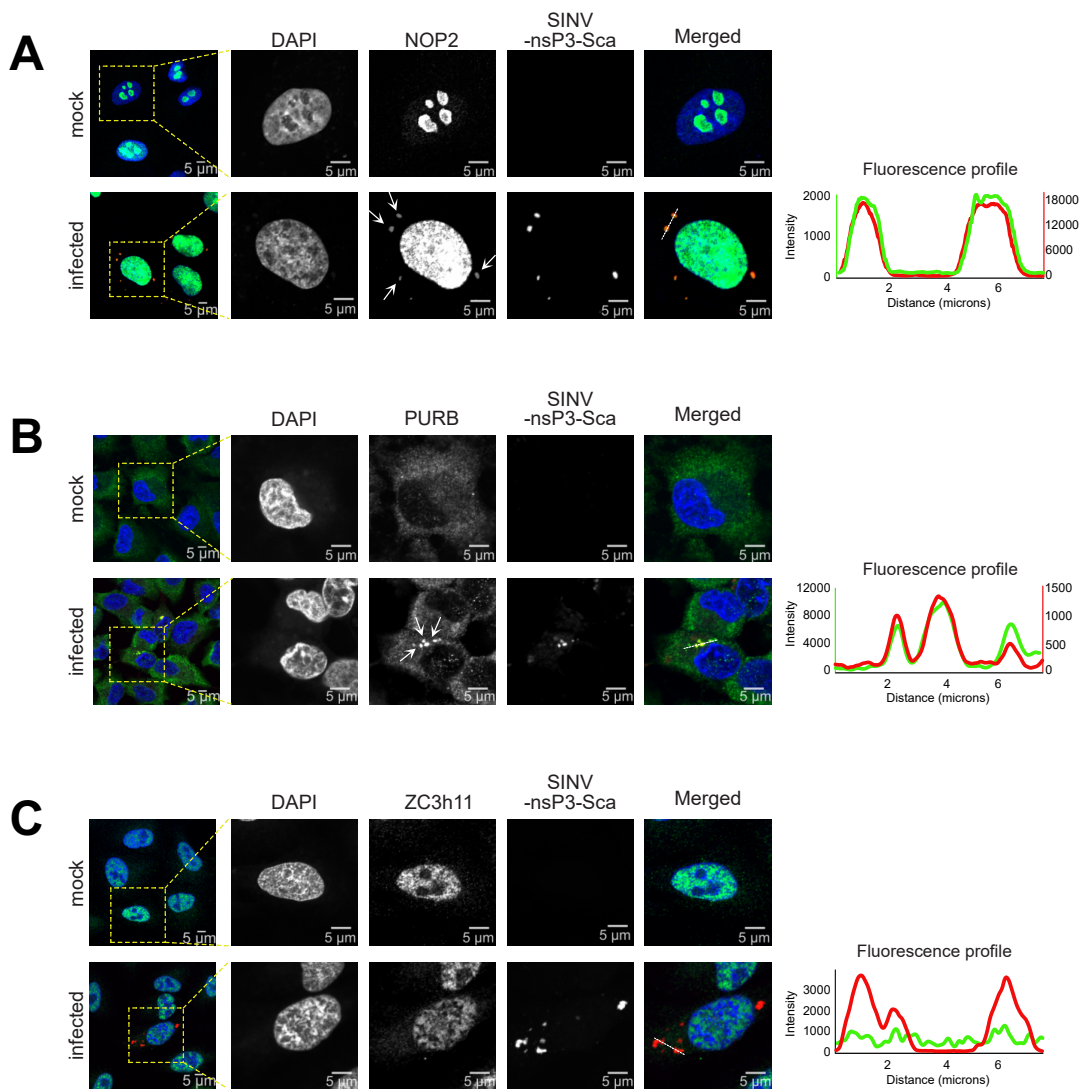 A
DAPI
NOP2
SINV
-nsP3-Sca
Merged
mock
5 µm
5 µm
5 µm
5 µm
5 µm
infected
5 µm
5 µm
5 µm
5 µm
5 µm
Fluorescence profile
2000
1000
0
Intensity
18000
12000
6000
0
2
4
6
Distance (microns)
B
DAPI
PURB
SINV
-nsP3-Sca
Merged
mock
5 µm
5 µm
5 µm
5 µm
5 µm
infected
5 µm
5 µm
5 µm
5 µm
5 µm
Fluorescence profile
12000
8000
4000
0
Intensity
1500
1000
500
0
2
4
6
Distance (microns)
C
DAPI
ZC3h11
SINV
-nsP3-Sca
Merged
mock
5 µm
5 µm
5 µm
5 µm
5 µm
infected
5 µm
5 µm
5 µm
5 µm
5 µm
Fluorescence profile
3000
2000
1000
0
Intensity
2
4
6
Distance (microns)